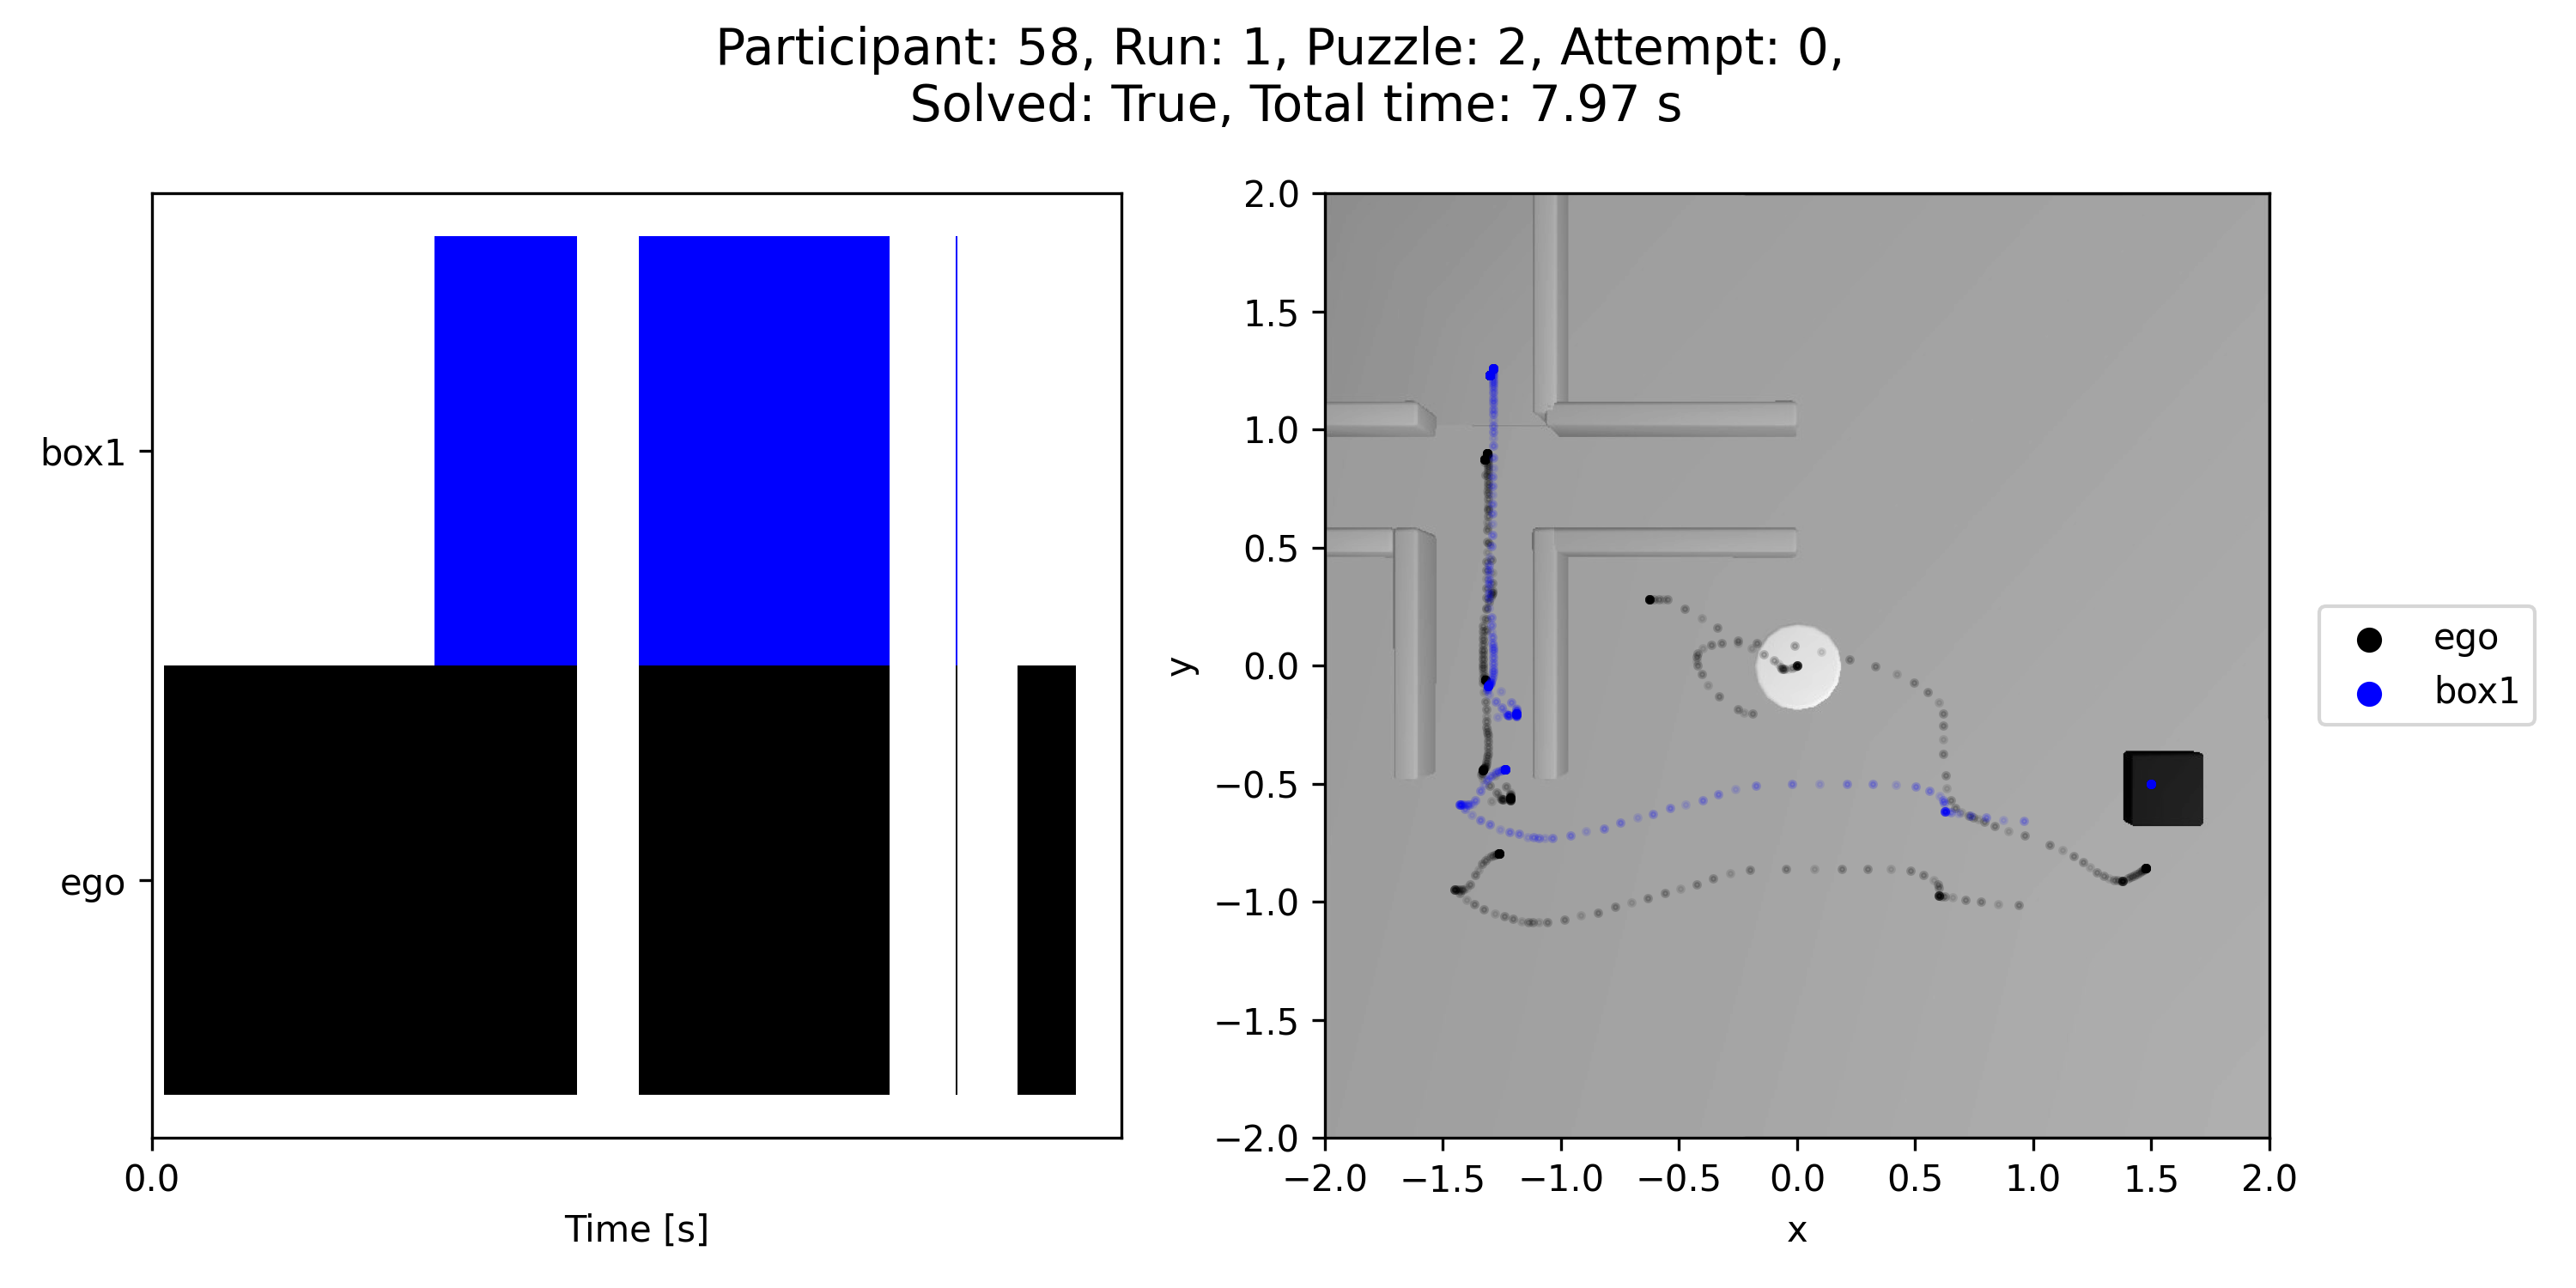 Participant: 58, Run: 1, Puzzle: 2, Attempt: 0,
Solved: True, Total time: 7.97 s
box1
ego
0.0
Time [s]
2.0
1.5
1.0
0.5
0.0
−0.5
−1.0
−1.5
−2.0
y
−2.0 −1.5 −1.0 −0.5 0.0 0.5 1.0 1.5 2.0
x
ego
box1